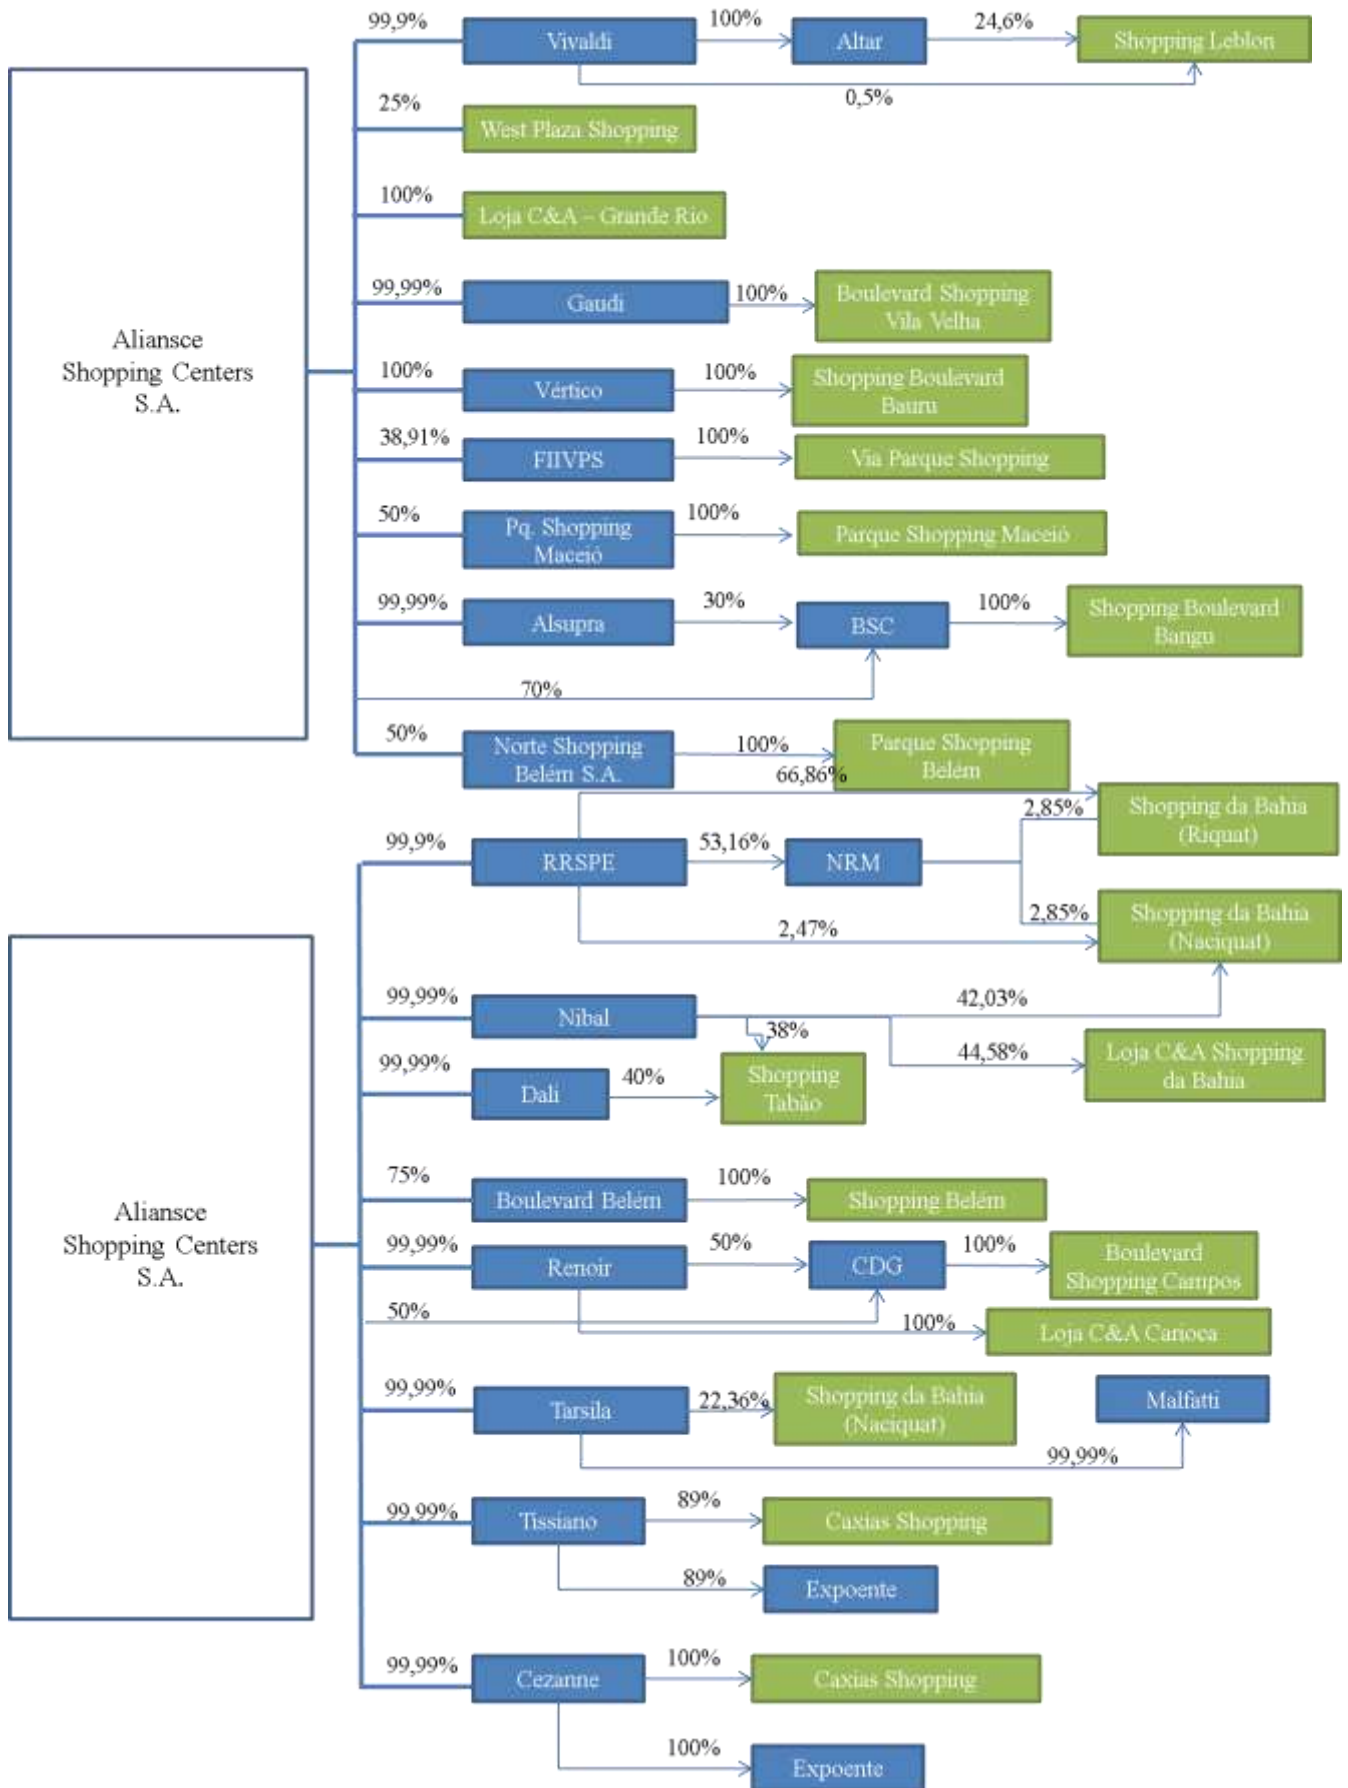 99,9%
Vivaldi
100%
Altar
24,6%
Shopping Leblon
0,5%
25%
West Plaza Shopping
100%
Loja C&A – Grande Rio
Aliansce
Shopping Centers
S.A.
99,99%
Gaudi
100%
Boulevard Shopping
Vila Velha
100%
Vértico
100%
Shopping Boulevard
Bauru
38,91%
FIIVPS
100%
Via Parque Shopping
50%
Pq. Shopping
Maceió
100%
Parque Shopping Maceió
99,99%
Alsupra
30%
BSC
100%
Shopping Boulevard
Bangu
70%
50%
Norte Shopping
Belém S.A.
100%
Parque Shopping
Belém
66,86%
Shopping da Bahia
(Riquat)
99,9%
RRSPE
53,16%
NRM
2,85%
2,85%
Shopping da Bahia
(Naciquat)
2,47%
Aliansce
Shopping Centers
S.A.
99,99%
Nibal
42,03%
38%
44,58%
Loja C&A Shopping
da Bahia
99,99%
Dali
40%
Shopping
Tabão
75%
Boulevard Belém
100%
Shopping Belém
99,99%
Renoir
50%
CDG
100%
Boulevard
Shopping Campos
50%
100%
Loja C&A Carioca
99,99%
Tarsila
22,36%
Shopping da Bahia
(Naciquat)
Malfatti
99,99%
99,99%
Tissiano
89%
Caxias Shopping
89%
Expoente
99,99%
Cezanne
100%
Caxias Shopping
100%
Expoente